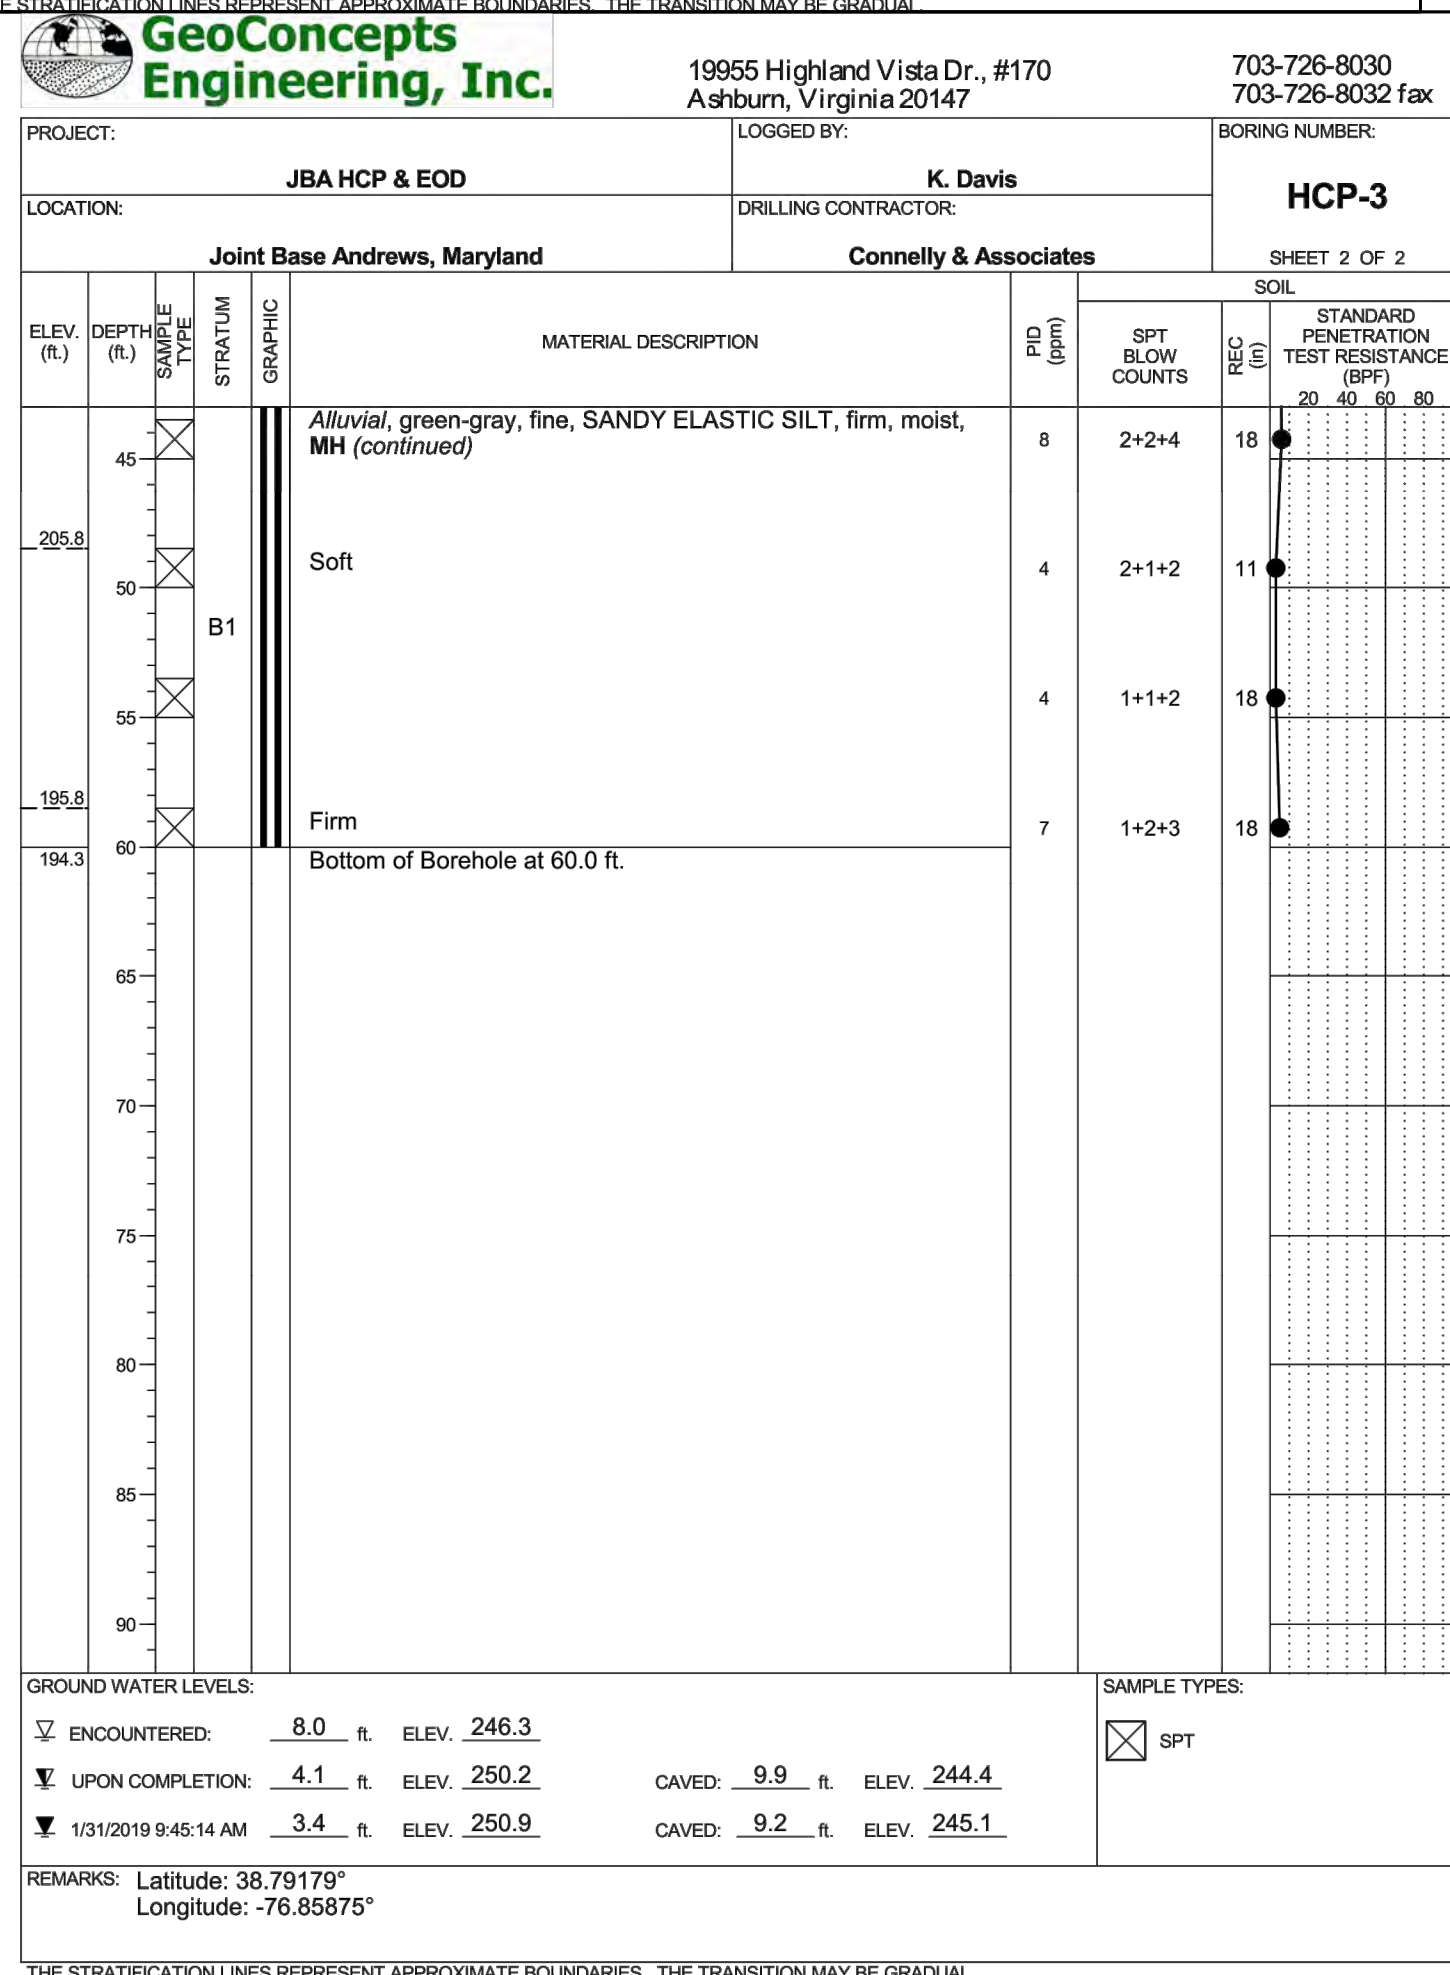 E STRATIFICATION LINES REPRESENT APPROXIMATE BOUNDARIES. THE TRANSITION MAY BE GRADUAL.
GeoConcepts
Engineering, Inc.
19955 Highland Vista Dr., #170
Ashburn, Virginia 20147
703-726-8030
703-726-8032 fax
PROJECT:
JBA HCP & EOD
LOGGED BY:
K. Davis
BORING NUMBER:
HCP-3
SHEET 2 OF 2
LOCATION:
Joint Base Andrews, Maryland
DRILLING CONTRACTOR:
Connelly & Associates
ELEV. (ft.)
DEPTH (ft.)
SAMPLE TYPE
STRATUM
GRAPHIC
MATERIAL DESCRIPTION
PID (ppm)
SOIL
SPT BLOW COUNTS
REC (in)
STANDARD PENETRATION TEST RESISTANCE (BPF)
20 40 60 80
Alluvial, green-gray, fine, SANDY ELASTIC SILT, firm, moist,
MH (continued)
8 2+2+4 18
45
205.8
Soft
4 2+1+2 11
50
B1
4 1+1+2 18
55
195.8
Firm
7 1+2+3 18
60
194.3
Bottom of Borehole at 60.0 ft.
65
70
75
80
85
90
GROUND WATER LEVELS:
ENCOUNTERED: 8.0 ft. ELEV. 246.3
UPON COMPLETION: 4.1 ft. ELEV. 250.2 CAVED: 9.9 ft. ELEV. 244.4
1/31/2019 9:45:14 AM 3.4 ft. ELEV. 250.9 CAVED: 9.2 ft. ELEV. 245.1
SAMPLE TYPES:
SPT
REMARKS: Latitude: 38.79179°
Longitude: -76.85875°
THE STRATIFICATION LINES REPRESENT APPROXIMATE BOUNDARIES. THE TRANSITION MAY BE GRADUAL